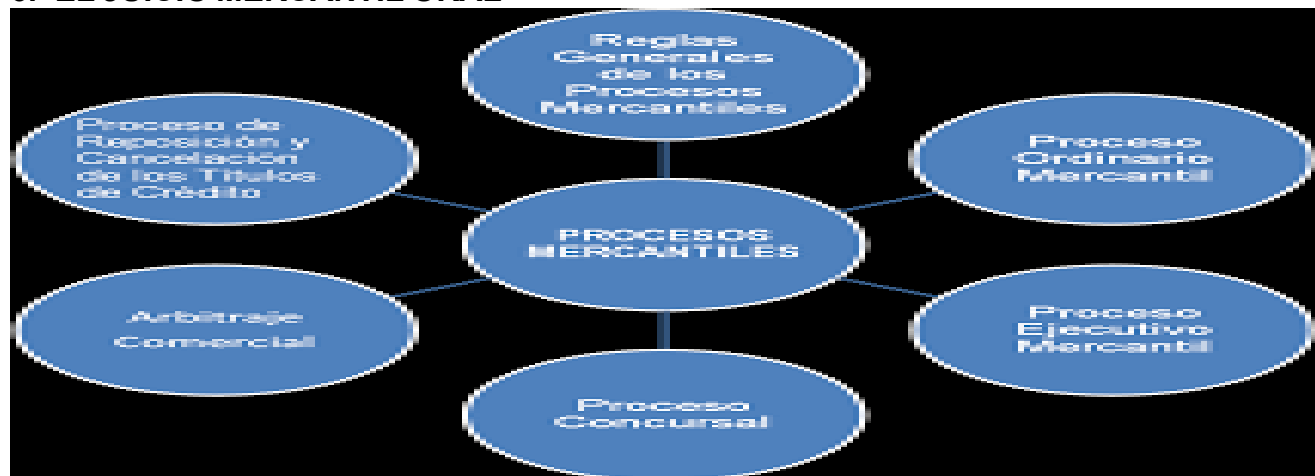 Reglas
Generales
de los
Procesos
Mercantiles
Proceso de
Reposición y
Cancelación
de los Títulos
de Crédito
Proceso
Ordinario
Mercantil
PROCESOS
MERCANTILES
Arbitraje
Comercial
Proceso
Ejecutivo
Mercantil
Proceso
Concursal